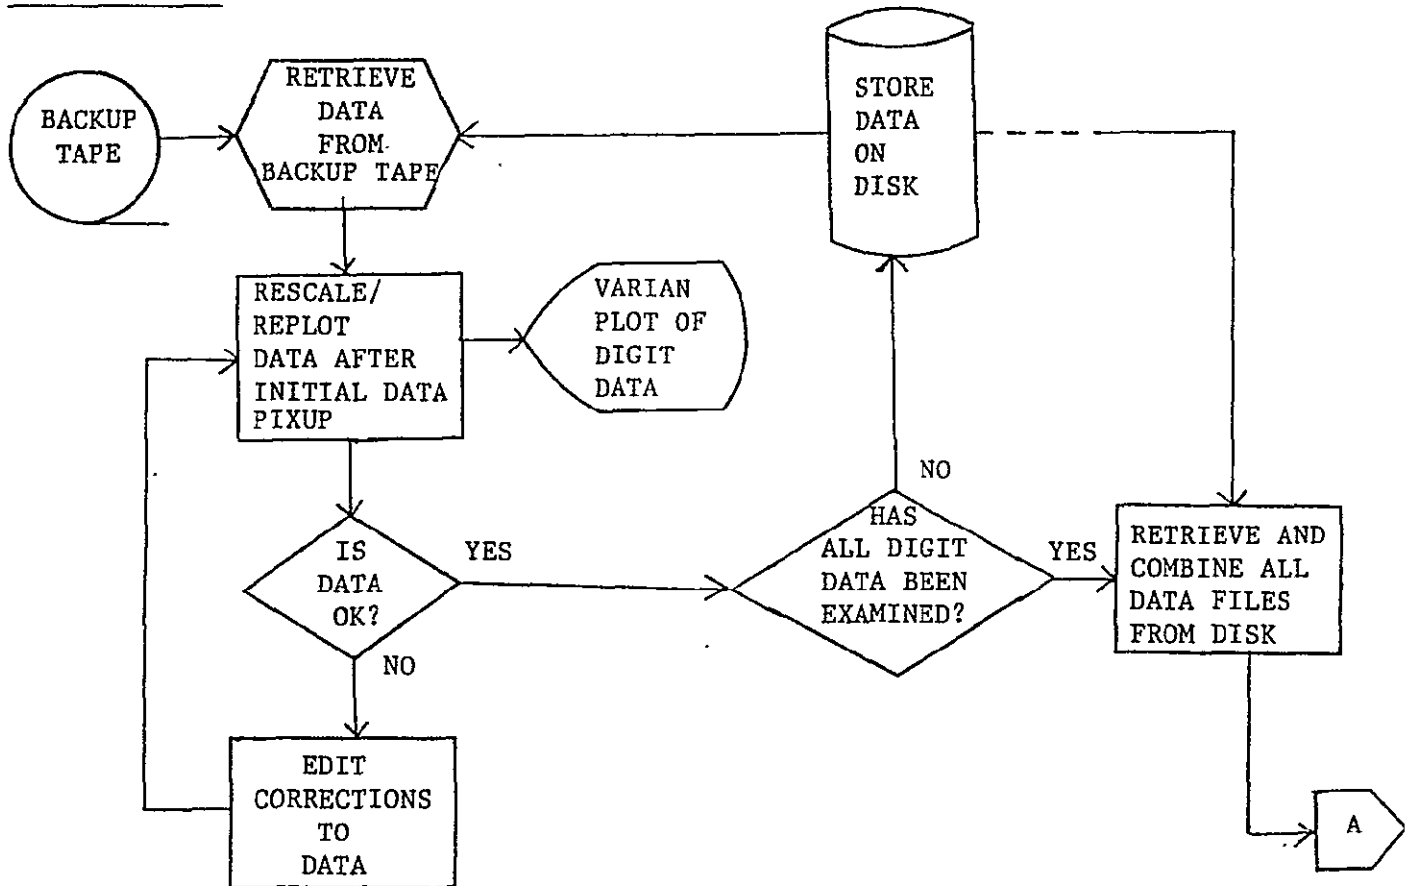 BACKUP
TAPE
RETRIEVE
DATA
FROM
BACKUP TAPE
STORE
DATA
ON
DISK
RESCALE/
REPLOT
DATA AFTER
INITIAL DATA
PIXUP
VARIAN
PLOT OF
DIGIT
DATA
IS
DATA
OK?
YES
NO
HAS
ALL DIGIT
DATA BEEN
EXAMINED?
NO
YES
RETRIEVE AND
COMBINE ALL
DATA FILES
FROM DISK
EDIT
CORRECTIONS
TO
DATA
A